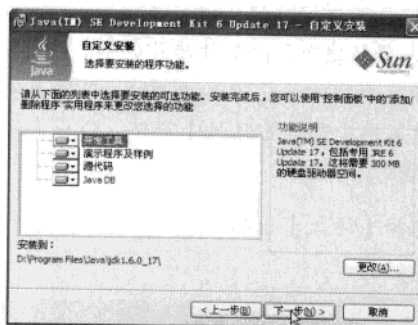 Java(TM) SE Development Kit 6 Update 17 - 自定义安装
自定义安装
选择要安装的程序功能。
Java
Sun
请从下面的列表中选择要安装的可选功能。安装完成后，您可以使用"控制面板"中的"添加/
删除程序"实用程序来更改您选择的功能
开发工具
演示程序及样例
源代码
Java DB
功能说明
Java(TM) SE Development Kit 6
Update 17，包括专用 JRE 6
Update 17。这将需要 300 MB
的硬盘驱动器空间。
安装到：
D:\Program Files\Java\jdk1.6.0_17\
更改(A)...
<上一步(B)
下一步(N) >
取消